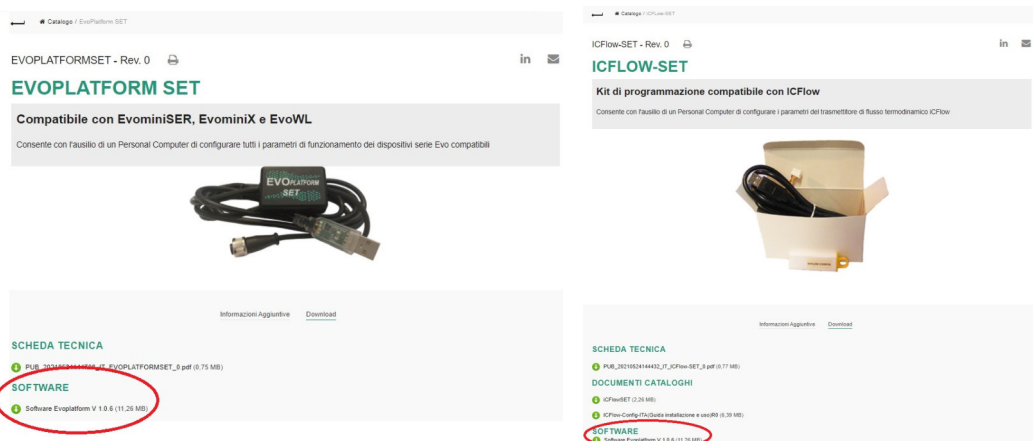 Catalogo / EvoPlatform SET
EVOPLATFORMSET - Rev. 0
in
EVOPLATFORM SET
Compatibile con EvominiSER, EvominiX e EvoWL
Consente con l'ausilio di un Personal Computer di configurare tutti i parametri di funzionamento dei dispositivi serie Evo compatibili
EVOPLATFORM
SET
Informazioni Aggiuntive Download
SCHEDA TECNICA
IT_EVOPLATFORMSET_0.pdf (0,75 MB)
SOFTWARE
Software Evoplatform V 1.0.6 (11,26 MB)
Catalogo / ICFLow-SET
ICFlow-SET - Rev. 0
in
ICFLOW-SET
Kit di programmazione compatibile con ICFlow
Consente con l'ausilio di un Personal Computer di configurare i parametri del trasmettitore di flusso termodinamico iCFlow
Informazioni Aggiuntive Download
SCHEDA TECNICA
PUB_20210524144432_IT_ICFlow-SET_0.pdf (0,77 MB)
DOCUMENTI CATALOGHI
ICFlowSET (2,26 MB)
ICFlow-Config-ITA(Guida installazione e uso)R0 (6,39 MB)
SOFTWARE
Software Evoplatform V 1.0.6 (11,26 MB)